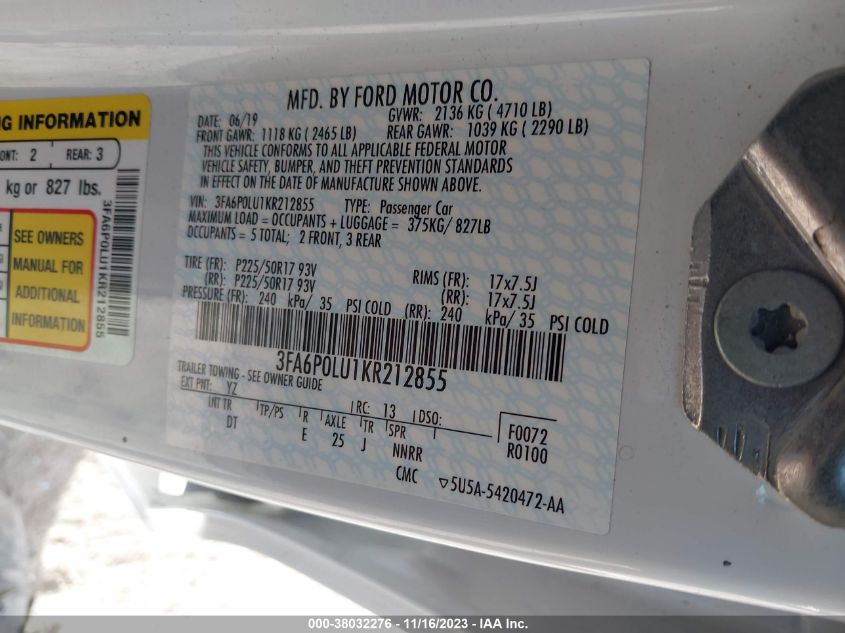 NG INFORMATION
ONT: 2 REAR: 3
kg or 827 lbs.
SEE OWNERS
MANUAL FOR
ADDITIONAL
INFORMATION
3FA6P0LU1KR212855
MFD. BY FORD MOTOR CO.
DATE: 06/19 GVWR: 2136 KG ( 4710 LB)
FRONT GAWR: 1118 KG ( 2465 LB) REAR GAWR: 1039 KG ( 2290 LB)
THIS VEHICLE CONFORMS TO ALL APPLICABLE FEDERAL MOTOR
VEHICLE SAFETY, BUMPER, AND THEFT PREVENTION STANDARDS
IN EFFECT ON THE DATE OF MANUFACTURE SHOWN ABOVE.
VIN: 3FA6P0LU1KR212855 TYPE: Passenger Car
MAXIMUM LOAD = OCCUPANTS + LUGGAGE = 375KG/ 827LB
OCCUPANTS = 5 TOTAL; 2 FRONT, 3 REAR
TIRE (FR): P225/50R17 93V RIMS (FR): 17x7.5J
(RR): P225/50R17 93V (RR): 17x7.5J
PRESSURE (FR): 240 kPa/ 35 PSI COLD (RR): 240 kPa/ 35 PSI COLD
3FA6P0LU1KR212855
TRAILER TOWING - SEE OWNER GUIDE
EXT PNT: YZ RC: 13 DSO:
INT TR TP/PS R AXLE TR SPR F0072
DT E 25 J NNRR R0100
CMC ▽5U5A-5420472-AA
000-38032276 - 11/16/2023 - IAA Inc.